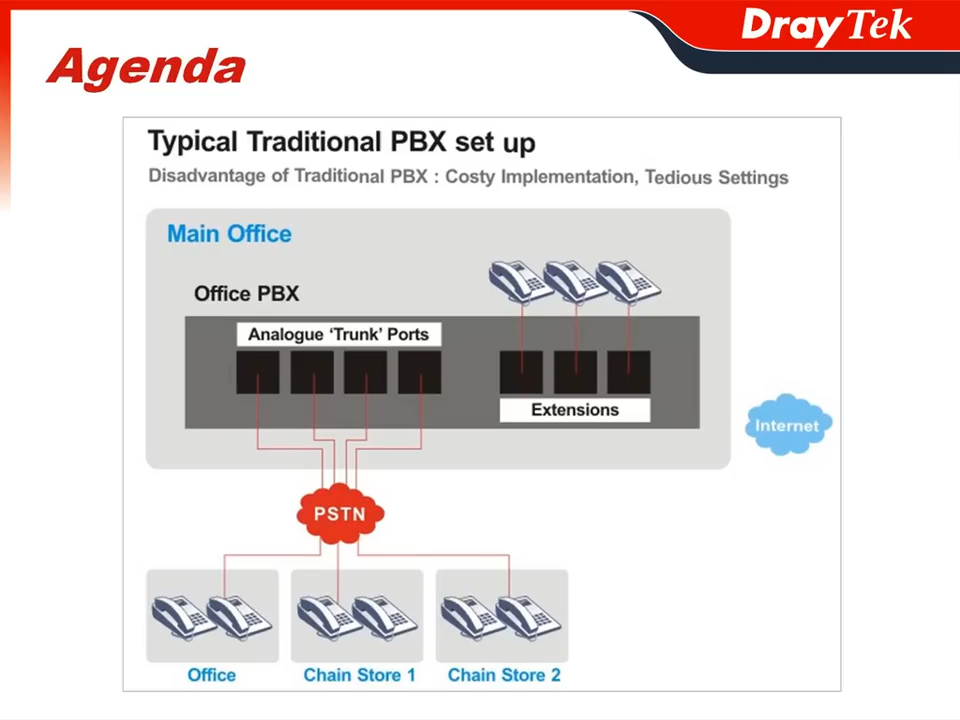 DrayTek
Agenda
Typical Traditional PBX set up
Disadvantage of Traditional PBX : Costy Implementation, Tedious Settings
Main Office
Office PBX
Analogue ‘Trunk’ Ports
Extensions
Internet
PSTN
Office
Chain Store 1
Chain Store 2